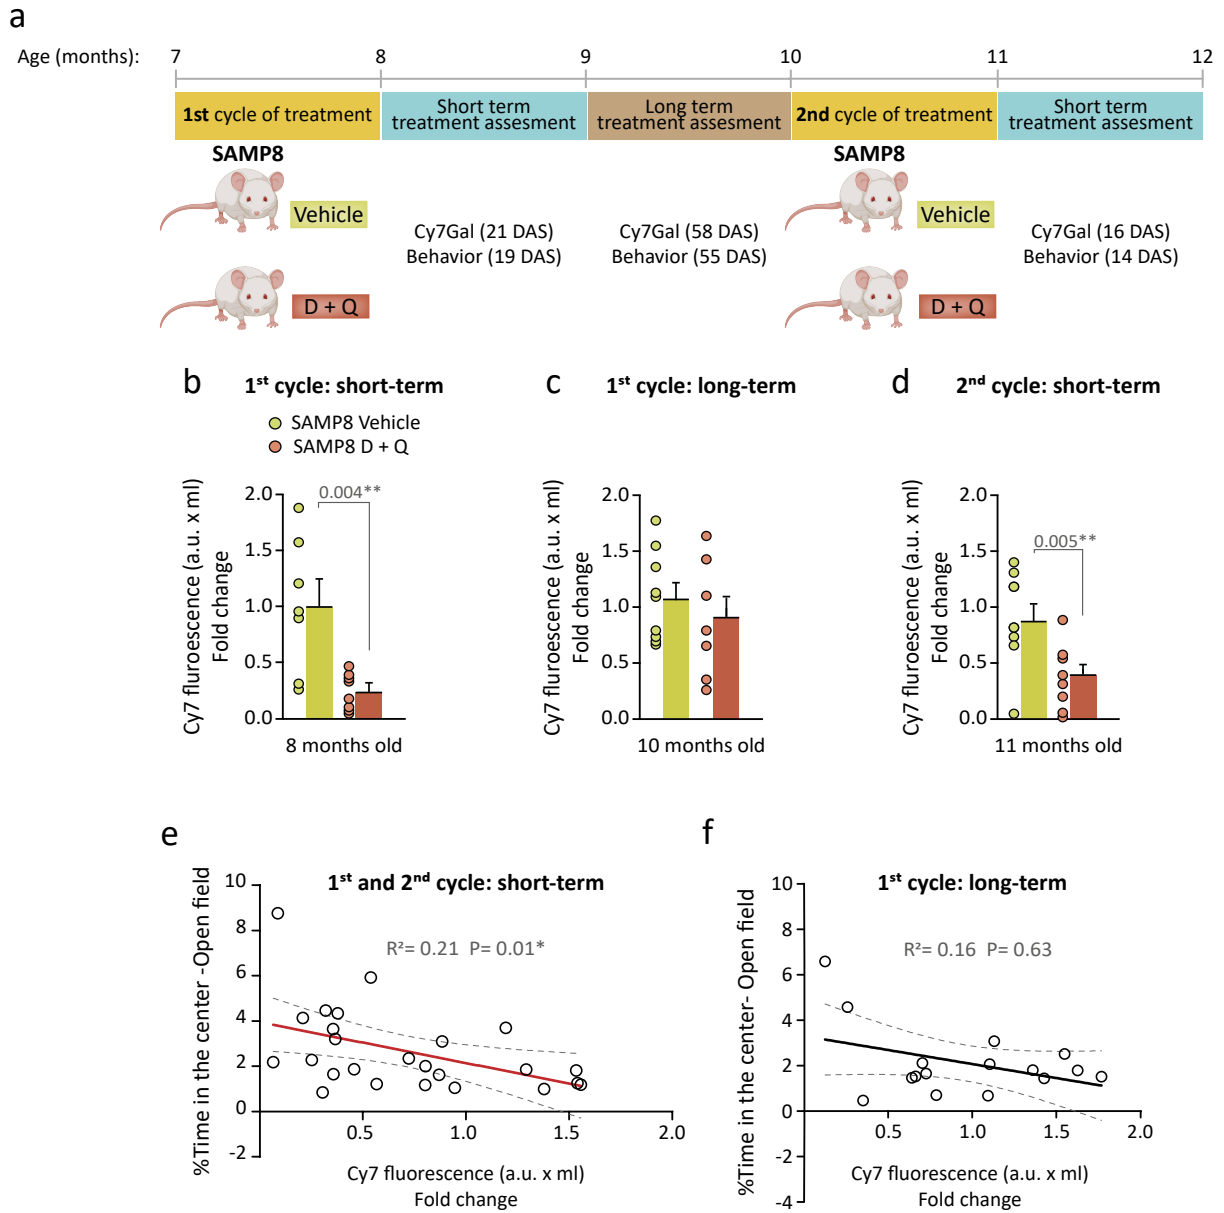 a
Age (months): 7 8 9 10 11 12
1st cycle of treatment
Short term
treatment assesment
Long term
treatment assesment
2nd cycle of treatment
Short term
treatment assesment
SAMP8
Vehicle
D + Q
Cy7Gal (21 DAS)
Behavior (19 DAS)
Cy7Gal (58 DAS)
Behavior (55 DAS)
SAMP8
Vehicle
D + Q
Cy7Gal (16 DAS)
Behavior (14 DAS)
b
1st cycle: short-term
SAMP8 Vehicle
SAMP8 D + Q
Cy7 fluroescence (a.u. x ml)
Fold change
2.0
1.5
1.0
0.5
0.0
0.004**
8 months old
c
1st cycle: long-term
Cy7 fluroescence (a.u. x ml)
Fold change
2.0
1.5
1.0
0.5
0.0
10 months old
d
2nd cycle: short-term
Cy7 fluroescence (a.u. x ml)
Fold change
2.0
1.5
1.0
0.5
0.0
0.005**
11 months old
e
1st and 2nd cycle: short-term
%Time in the center -Open field
10
8
6
4
2
0
-2
R²= 0.21 P= 0.01*
0.5 1.0 1.5 2.0
Cy7 fluorescence (a.u. x ml)
Fold change
f
1st cycle: long-term
%Time in the center- Open field
10
8
6
4
2
0
-2
-4
R²= 0.16 P= 0.63
0.5 1.0 1.5 2.0
Cy7 fluorescence (a.u. x ml)
Fold change